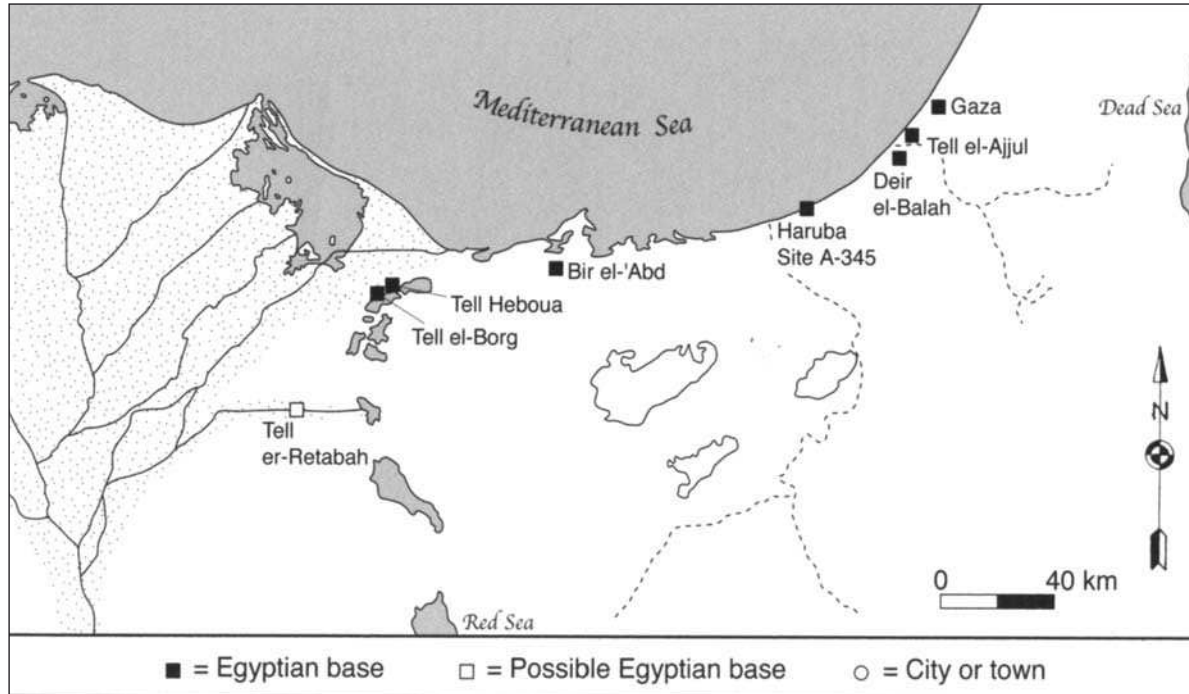 Mediterranean Sea
Gaza
Dead Sea
Tell el-Ajjul
Deir
el-Balah
Haruba
Site A-345
Bir el-'Abd
Tell Heboua
Tell el-Borg
Tell
er-Retabah
N
0 40 km
Red Sea
= Egyptian base = Possible Egyptian base = City or town